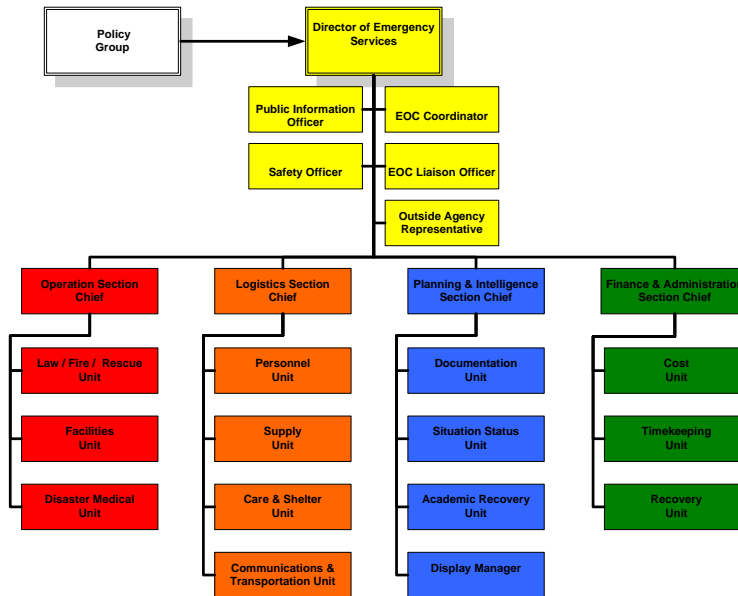 Policy
Group
Director of Emergency
Services
Public Information
Officer
EOC Coordinator
Safety Officer
EOC Liaison Officer
Outside Agency
Representative
Operation Section
Chief
Logistics Section
Chief
Planning & Intelligence
Section Chief
Finance & Administration
Section Chief
Law / Fire / Rescue
Unit
Personnel
Unit
Documentation
Unit
Cost
Unit
Facilities
Unit
Supply
Unit
Situation Status
Unit
Timekeeping
Unit
Disaster Medical
Unit
Care & Shelter
Unit
Academic Recovery
Unit
Recovery
Unit
Communications &
Transportation Unit
Display Manager